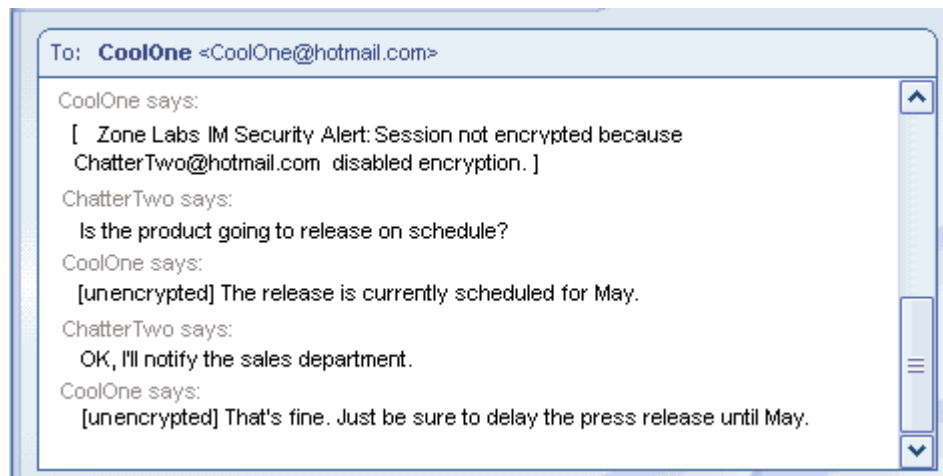 To: CoolOne <CoolOne@hotmail.com>
CoolOne says:
[ Zone Labs IM Security Alert: Session not encrypted because
ChatterTwo@hotmail.com disabled encryption. ]
ChatterTwo says:
Is the product going to release on schedule?
CoolOne says:
[unencrypted] The release is currently scheduled for May.
ChatterTwo says:
OK, I'll notify the sales department.
CoolOne says:
[unencrypted] That's fine. Just be sure to delay the press release until May.